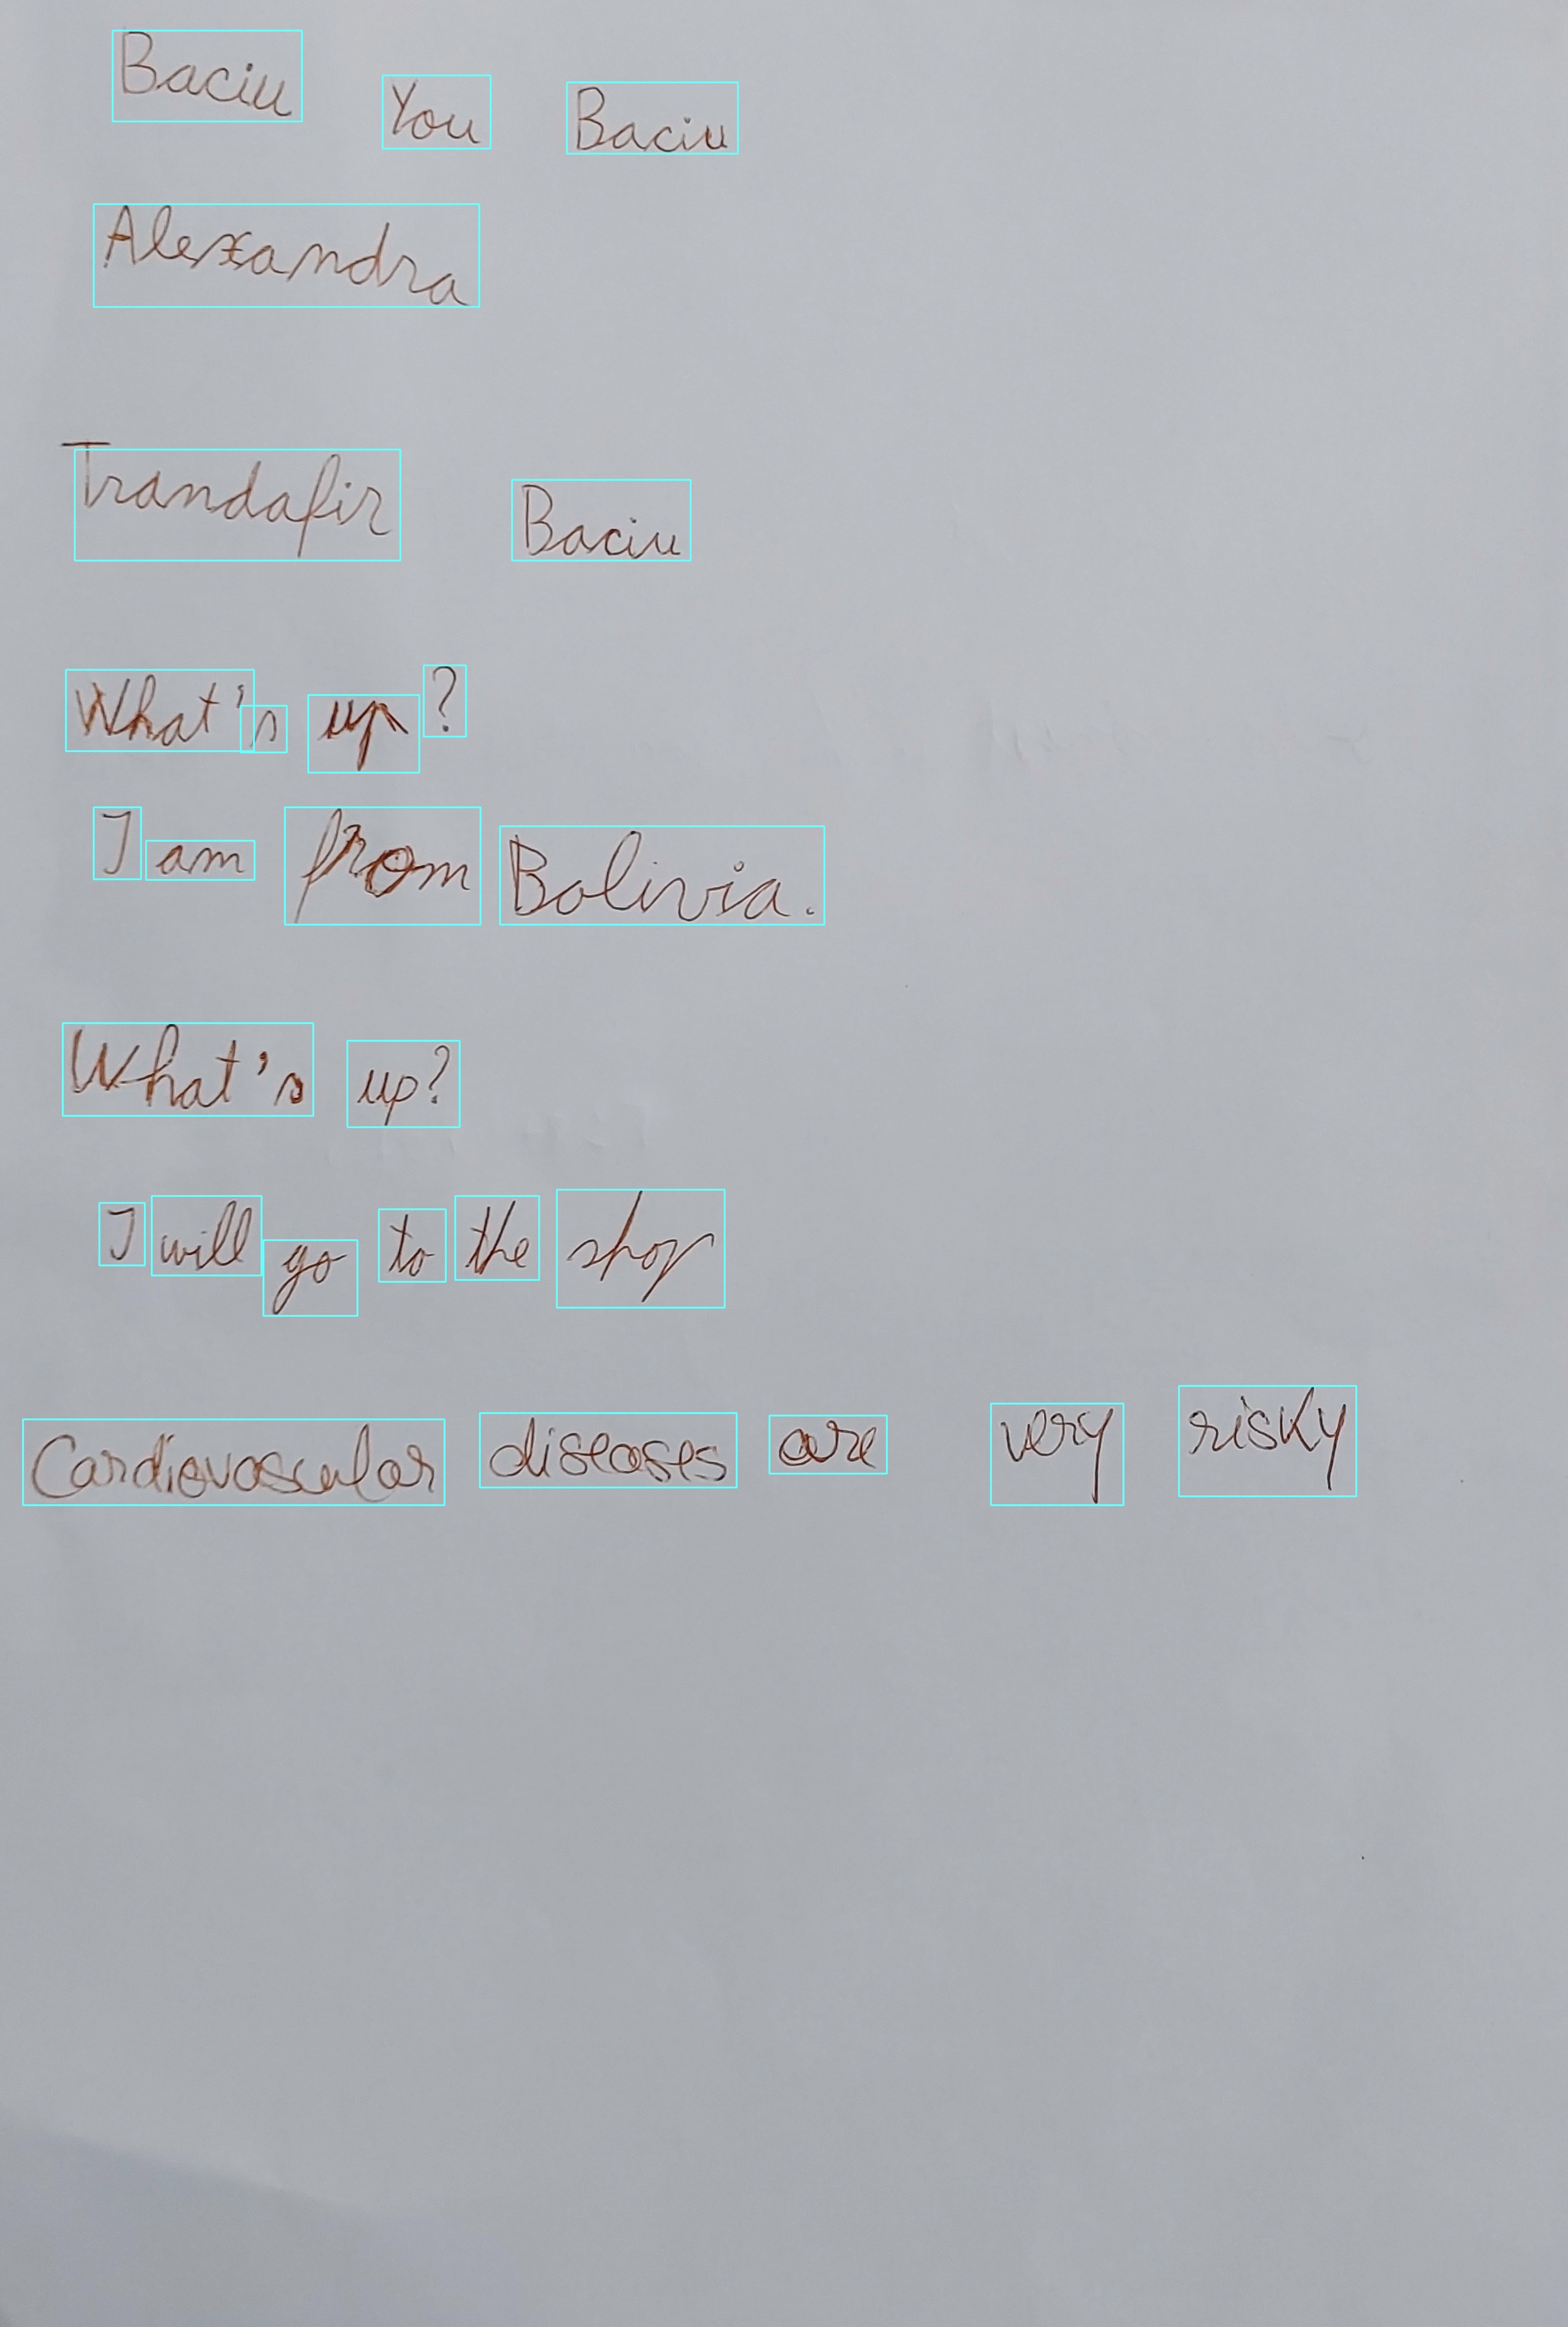 Baciu You Baciu
Alexandra
Trandafir Baciu
What's up?
I am from Bolivia.
What's up?
I will go to the shop
Cardiovascular diseases are very risky